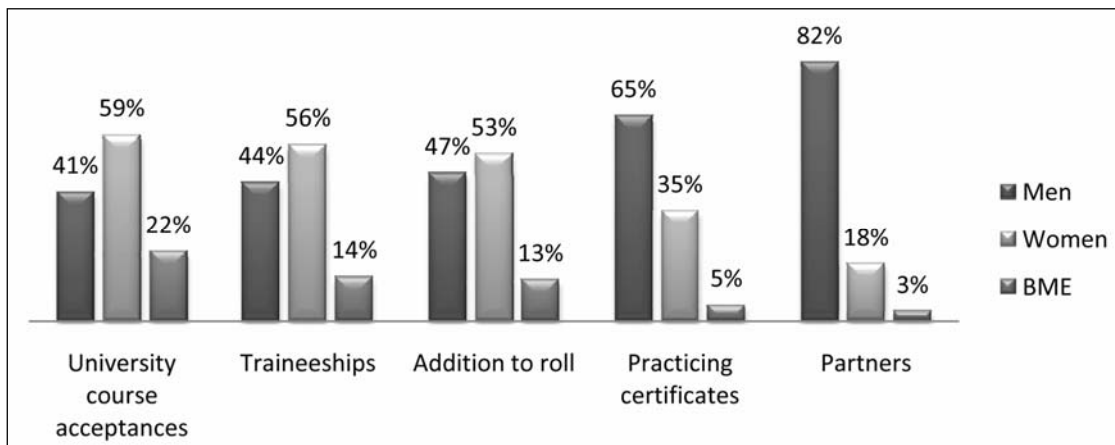 82%
65%
59%
56%
53%
47%
44%
41%
35%
22%
18%
14%
13%
5%
3%
Men
Women
BME
University course acceptances
Traineeships
Addition to roll
Practicing certificates
Partners